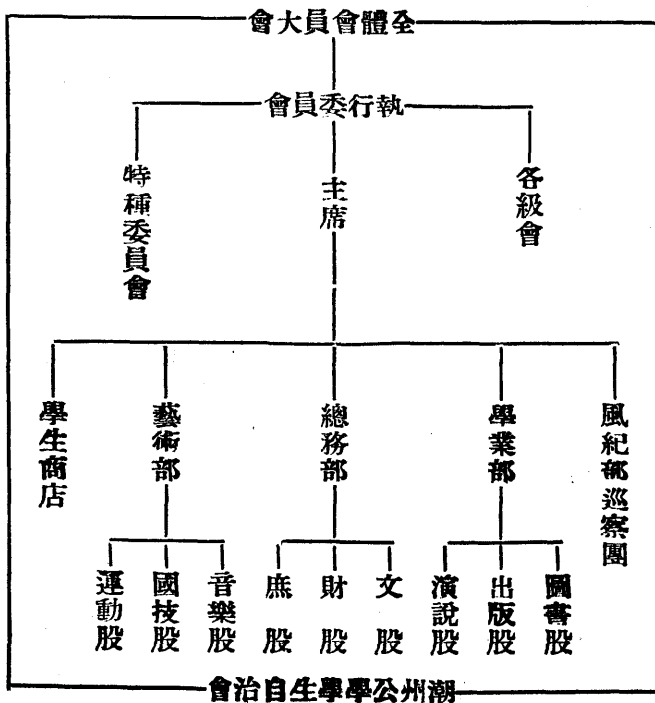 全體會員大會
執行委員會
各級會
主席
特種委員會
風紀部巡察團
學業部
總務部
藝術部
學生商店
圖書股
出版股
演說股
文股
財股
庶股
音樂股
國技股
運動股
潮州公學學生自治會